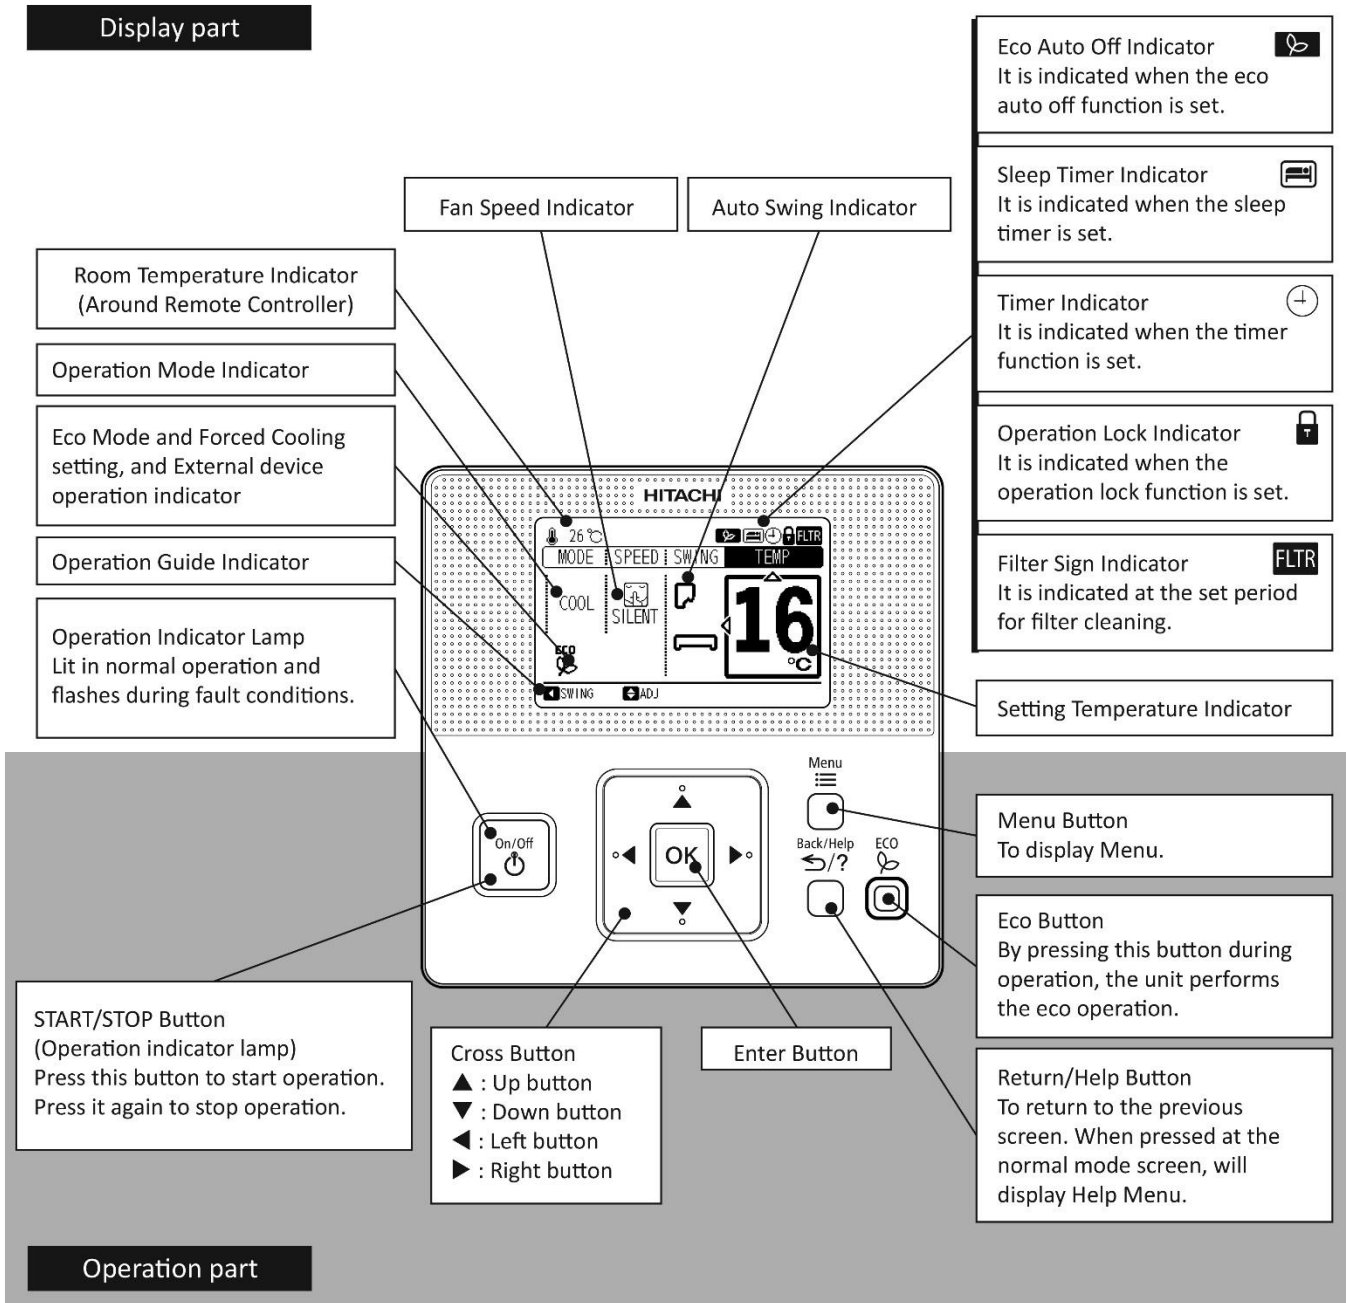 Display part
Eco Auto Off Indicator
It is indicated when the eco
auto off function is set.
Sleep Timer Indicator
It is indicated when the sleep
timer is set.
Fan Speed Indicator
Auto Swing Indicator
Room Temperature Indicator
(Around Remote Controller)
Timer Indicator
It is indicated when the timer
function is set.
Operation Mode Indicator
Eco Mode and Forced Cooling
setting, and External device
operation indicator
Operation Lock Indicator
It is indicated when the
operation lock function is set.
Operation Guide Indicator
Filter Sign Indicator
FLTR
It is indicated at the set period
for filter cleaning.
Operation Indicator Lamp
Lit in normal operation and
flashes during fault conditions.
Setting Temperature Indicator
HITACHI
26 °C
FLTR
MODE SPEED SWING TEMP
COOL
SILENT
16
°C
ECO
SWING
ADJ
Menu
On/Off
OK
Back/Help
/?
ECO
Menu Button
To display Menu.
Eco Button
By pressing this button during
operation, the unit performs
the eco operation.
START/STOP Button
(Operation indicator lamp)
Press this button to start operation.
Press it again to stop operation.
Cross Button
▲ : Up button
▼ : Down button
◀ : Left button
▶ : Right button
Enter Button
Return/Help Button
To return to the previous
screen. When pressed at the
normal mode screen, will
display Help Menu.
Operation part